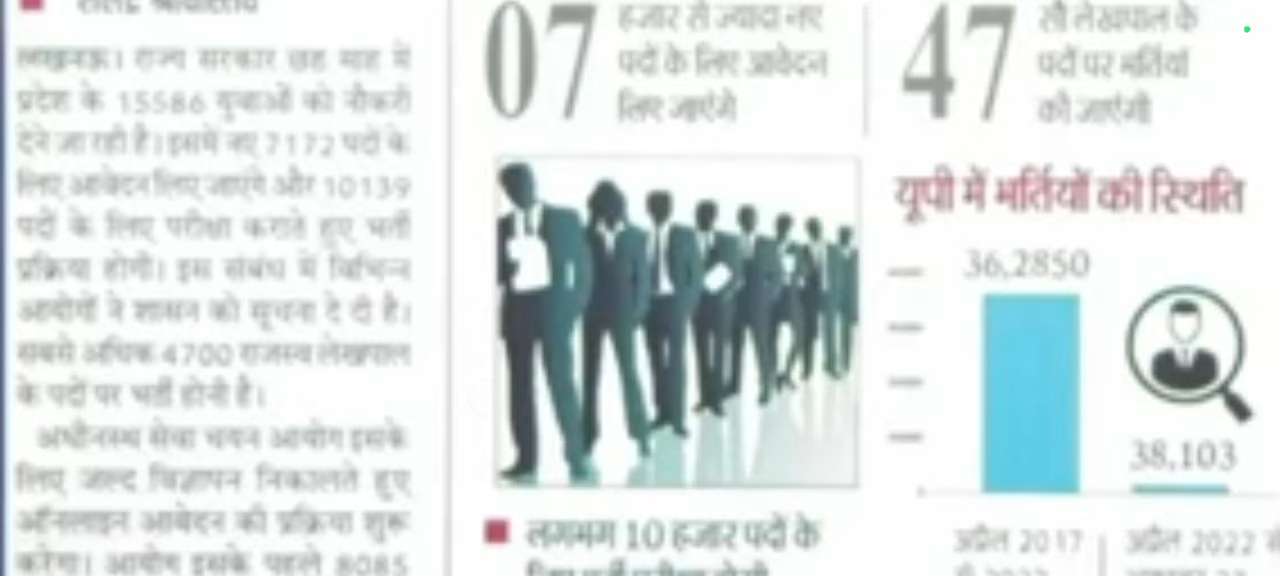 लखनऊ। राज्य सरकार छह माह में
प्रदेश के 15586 युवाओं को नौकरी
देने जा रही है। इसमें नए 7172 पदों के
लिए आवेदन लिए जाएंगे और 10139
पदों के लिए परीक्षा कराते हुए भर्ती
प्रक्रिया होगी। इस संबंध में विभिन्न
आयोगों ने शासन को सूचना दे दी है।
सबसे अधिक 4700 राजस्व लेखपाल
के पदों पर भर्ती होनी है।
अधीनस्थ सेवा चयन आयोग इसके
लिए जल्द विज्ञापन निकालते हुए
ऑनलाइन आवेदन की प्रक्रिया शुरू
करेगा। आयोग इसके पहले 8085
07
हजार से ज्यादा नए
पदों के लिए आवेदन
लिए जाएंगे
47
सौ लेखपाल के
पदों पर भर्तियां
की जाएंगी
लगभग 10 हजार पदों के
यूपी में भर्तियों की स्थिति
36,2850
38,103
अप्रैल 2017
अप्रैल 2022 से